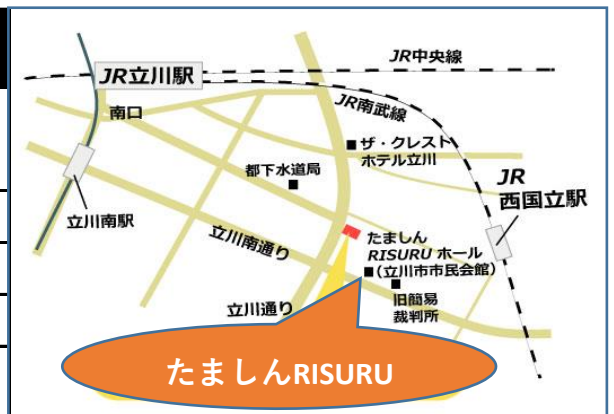 JR中央線
JR立川駅
JR南武線
南口
ザ・クレスト
ホテル立川
都下水道局
JR
西国立駅
立川南駅
立川南通り
たましん
RISURU ホール
(立川市市民会館)
旧簡易
裁判所
立川通り
たましんRISURU